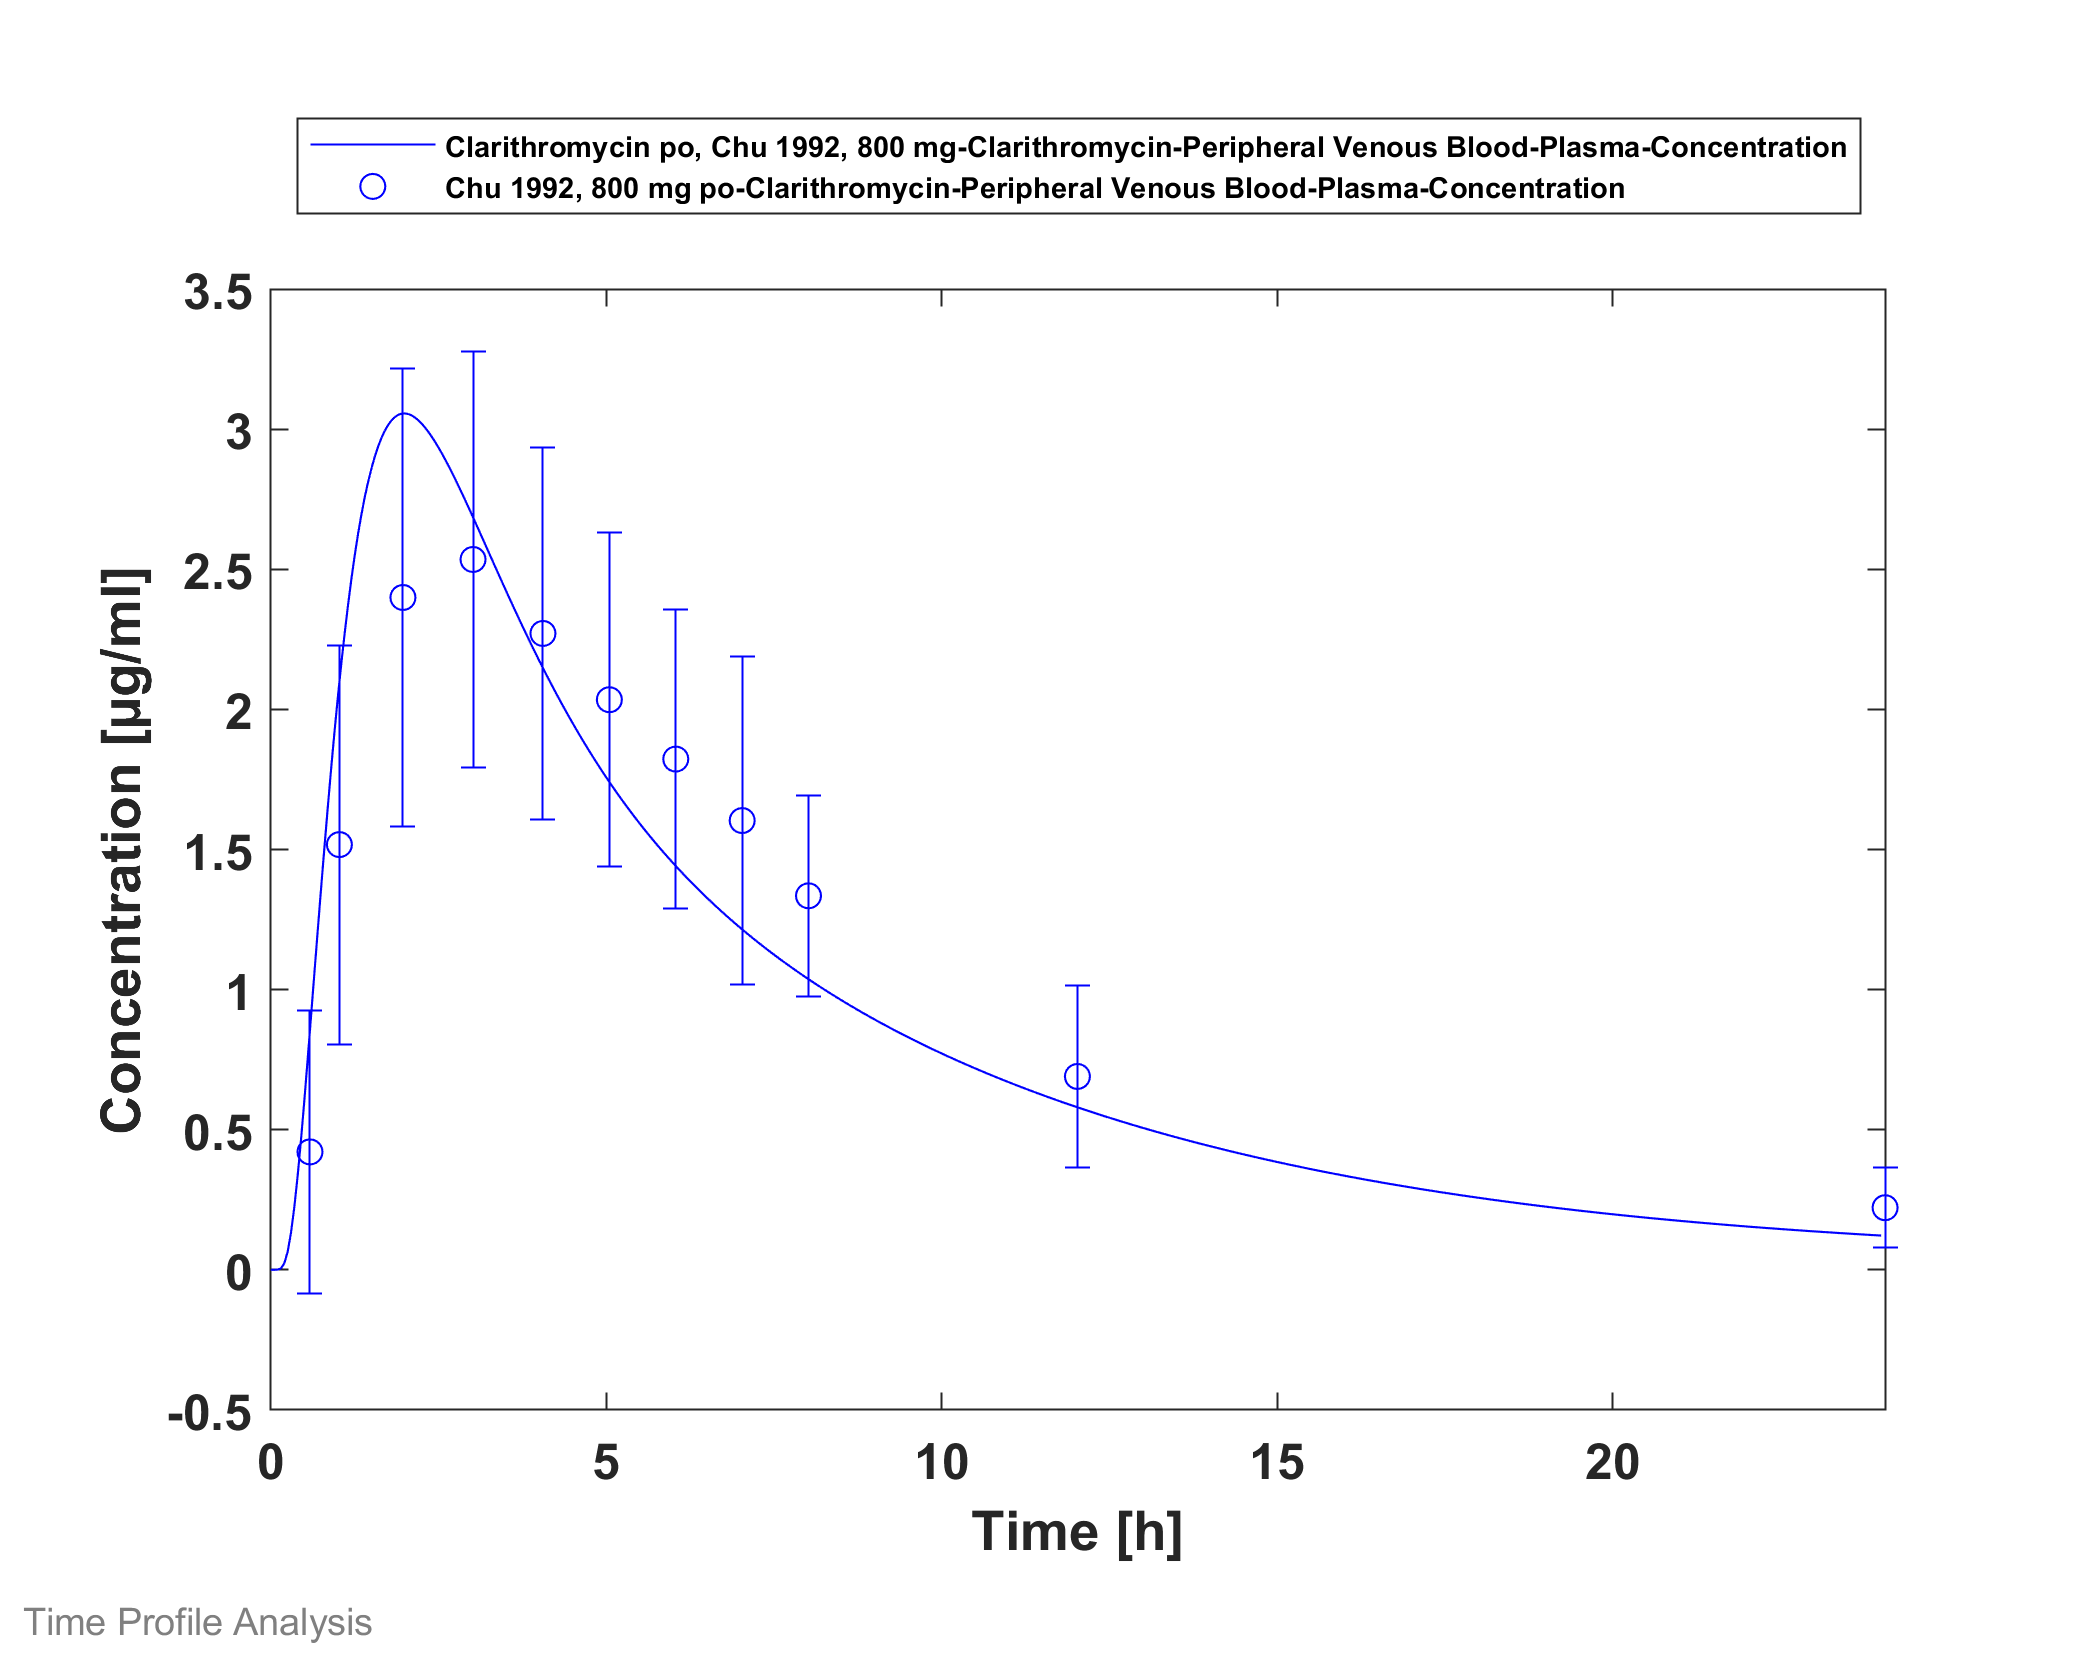 Clarithromycin po, Chu 1992, 800 mg-Clarithromycin-Peripheral Venous Blood-Plasma-Concentration
Chu 1992, 800 mg po-Clarithromycin-Peripheral Venous Blood-Plasma-Concentration
3.5
3
2.5
2
1.5
1
0.5
0
-0.5
Concentration [µg/ml]
0 5 10 15 20
Time [h]
Time Profile Analysis